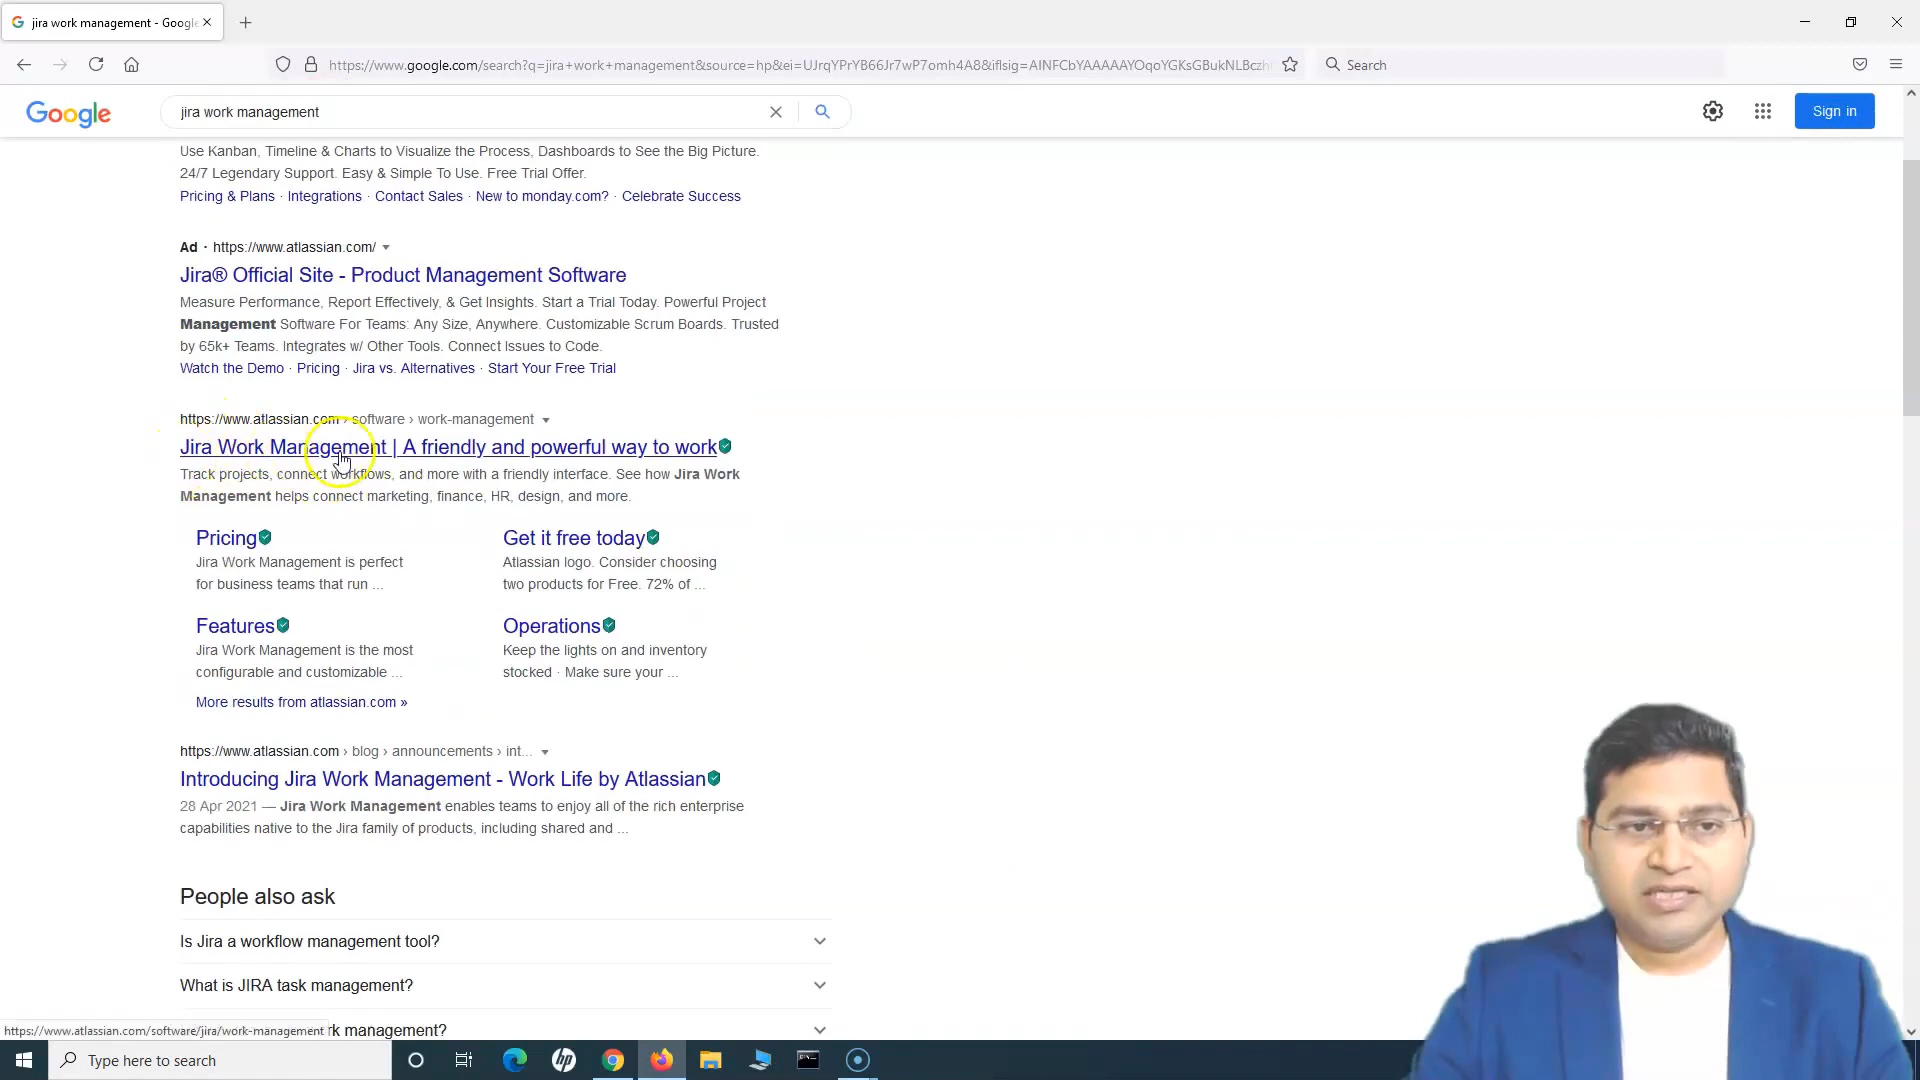 jira work management - Google
https://www.google.com/search?q=jira+work+management&source=hp&ei=UJrqYPrYB66Jr7wP7omh4A8&iflsig=AINFCbYAAAAAYOqoYGKsGBukNLBczh
Search
Google
jira work management
Sign in
Use Kanban, Timeline & Charts to Visualize the Process, Dashboards to See the Big Picture.
24/7 Legendary Support. Easy & Simple To Use. Free Trial Offer.
Pricing & Plans · Integrations · Contact Sales · New to monday.com? · Celebrate Success
Ad · https://www.atlassian.com/
Jira® Official Site - Product Management Software
Measure Performance, Report Effectively, & Get Insights. Start a Trial Today. Powerful Project
Management Software For Teams: Any Size, Anywhere. Customizable Scrum Boards. Trusted
by 65k+ Teams. Integrates w/ Other Tools. Connect Issues to Code.
Watch the Demo · Pricing · Jira vs. Alternatives · Start Your Free Trial
https://www.atlassian.com › software › work-management
Jira Work Management | A friendly and powerful way to work
Track projects, connect workflows, and more with a friendly interface. See how Jira Work
Management helps connect marketing, finance, HR, design, and more.
Pricing
Jira Work Management is perfect
for business teams that run ...
Get it free today
Atlassian logo. Consider choosing
two products for Free. 72% of ...
Features
Jira Work Management is the most
configurable and customizable ...
Operations
Keep the lights on and inventory
stocked · Make sure your ...
More results from atlassian.com »
https://www.atlassian.com › blog › announcements › int...
Introducing Jira Work Management - Work Life by Atlassian
28 Apr 2021 — Jira Work Management enables teams to enjoy all of the rich enterprise
capabilities native to the Jira family of products, including shared and ...
People also ask
Is Jira a workflow management tool?
What is JIRA task management?
rk management?
https://www.atlassian.com/software/jira/work-management
Type here to search
hp